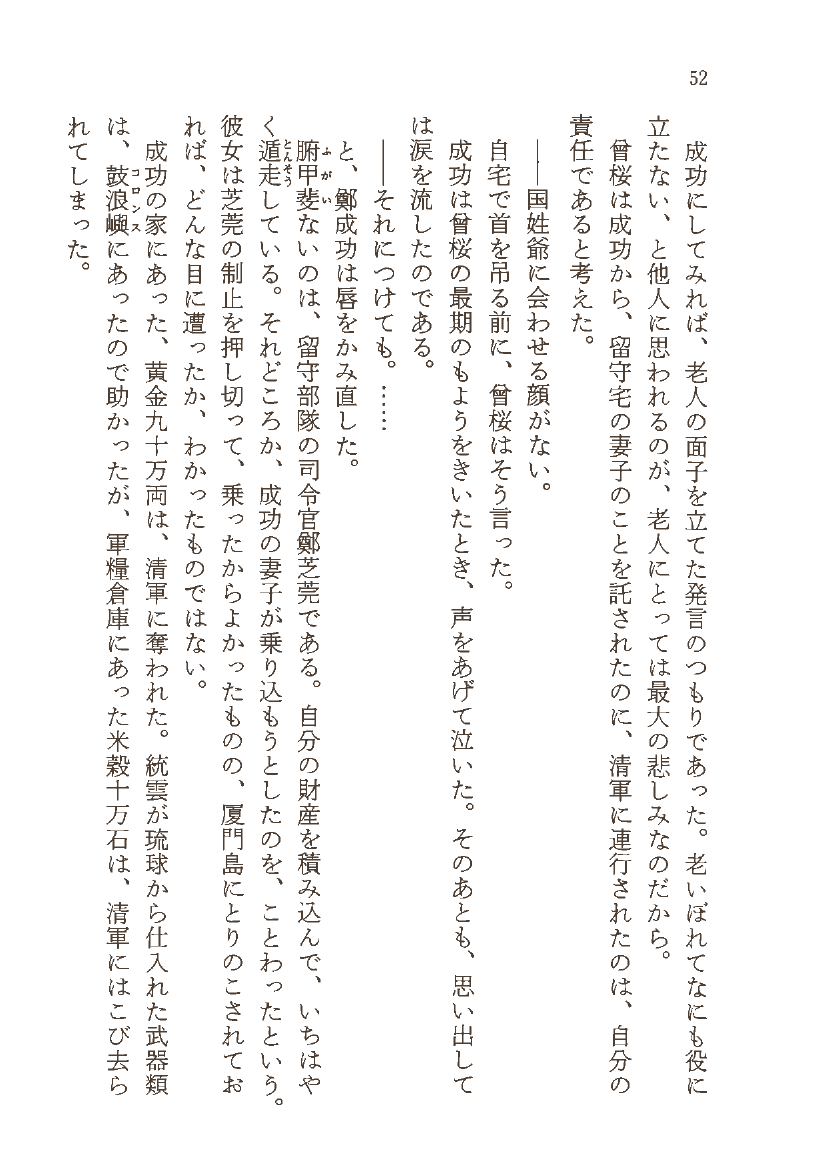 52
成功にしてみれば、老人の面子を立てた発言のつもりであった。老いぼれてなにも役に
立たない、と他人に思われるのが、老人にとっては最大の悲しみなのだから。
曾桜は成功から、留守宅の妻子のことを託されたのに、清軍に連行されたのは、自分の
責任であると考えた。
――国姓爺に会わせる顔がない。
自宅で首を吊る前に、曾桜はそう言った。
成功は曾桜の最期のもようをきいたとき、声をあげて泣いた。そのあとも、思い出して
は涙を流したのである。
――それにつけても。……
と、鄭成功は唇をかみ直した。
腑甲斐ないのは、留守部隊の司令官鄭芝莞である。自分の財産を積み込んで、いちはや
ふがい
く遁走している。それどころか、成功の妻子が乗り込もうとしたのを、ことわったという。
とんそう
彼女は芝莞の制止を押し切って、乗ったからよかったものの、厦門島にとりのこされてお
れば、どんな目に遭ったか、わかったものではない。
成功の家にあった、黄金九十万両は、清軍に奪われた。統雲が琉球から仕入れた武器類
は、鼓浪嶼にあったので助かったが、軍糧倉庫にあった米穀十万石は、清軍にはこび去ら
コロンス
れてしまった。